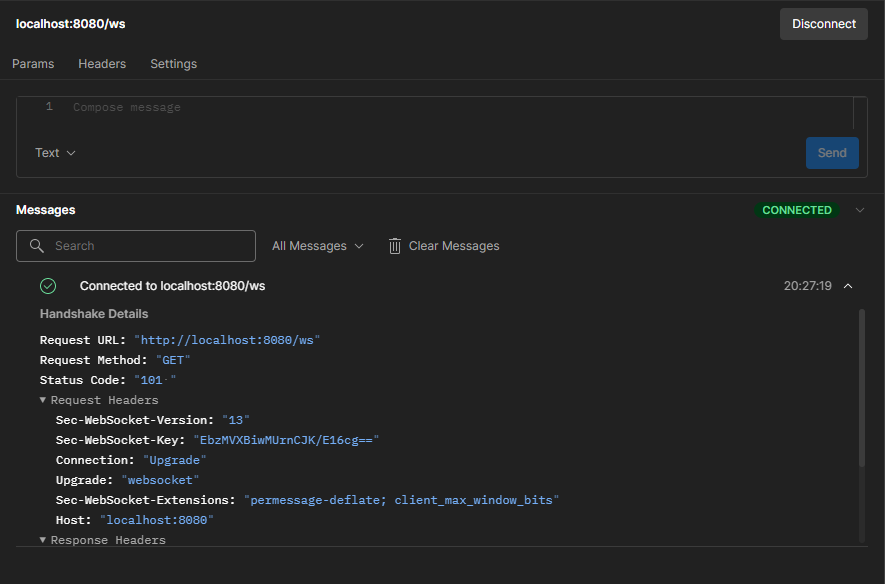 localhost:8080/ws
Disconnect
Params Headers Settings
1 Compose message
Text
Send
Messages
CONNECTED
Search
All Messages
Clear Messages
Connected to localhost:8080/ws
20:27:19
Handshake Details
Request URL: "http://localhost:8080/ws"
Request Method: "GET"
Status Code: "101 "
Request Headers
Sec-WebSocket-Version: "13"
Sec-WebSocket-Key: "EbzMVXBiwMUrnCJK/E16cg=="
Connection: "Upgrade"
Upgrade: "websocket"
Sec-WebSocket-Extensions: "permessage-deflate; client_max_window_bits"
Host: "localhost:8080"
Response Headers